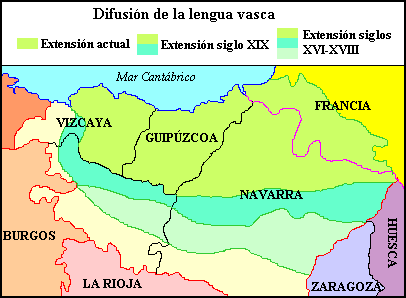 Difusión de la lengua vasca
Extensión actual
Extensión siglo XIX
Extensión siglos
XVI-XVIII
Mar Cantábrico
FRANCIA
VIZCAYA
GUIPÚZCOA
NAVARRA
BURGOS
HUESCA
LA RIOJA
ZARAGOZA